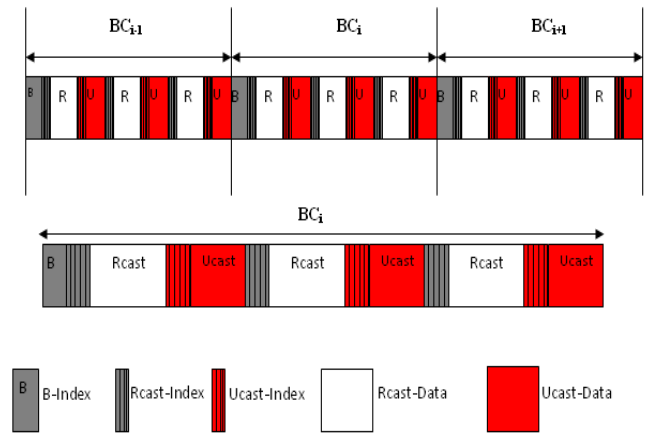 BCi-1 BCi BCi+1
B R U R U R U B R U R U R U B R U R U R U
BCi
B Rcast Ucast Rcast Ucast Rcast Ucast
B B-Index Rcast-Index Ucast-Index Rcast-Data Ucast-Data